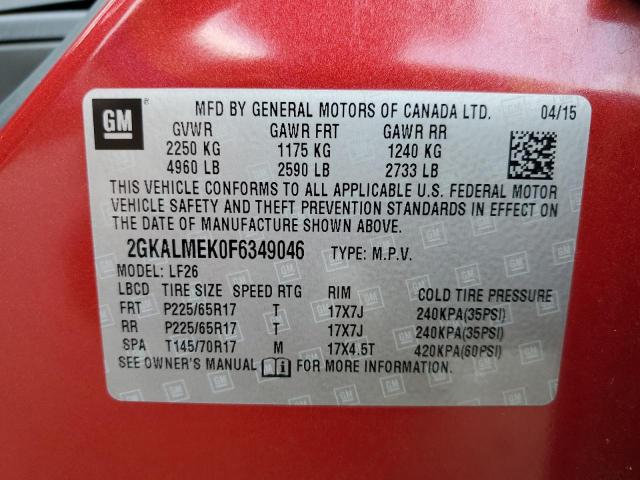 GM ® MFD BY GENERAL MOTORS OF CANADA LTD. 04/15
GVWR GAWR FRT GAWR RR
2250 KG 1175 KG 1240 KG
4960 LB 2590 LB 2733 LB
THIS VEHICLE CONFORMS TO ALL APPLICABLE U.S. FEDERAL MOTOR
VEHICLE SAFETY AND THEFT PREVENTION STANDARDS IN EFFECT ON
THE DATE OF MANUFACTURE SHOWN ABOVE.
2GKALMEK0F6349046 TYPE: M.P.V.
MODEL: LF26
LBCD TIRE SIZE SPEED RTG RIM COLD TIRE PRESSURE
FRT P225/65R17 T 17X7J 240KPA(35PSI)
RR P225/65R17 T 17X7J 240KPA(35PSI)
SPA T145/70R17 M 17X4.5T 420KPA(60PSI)
SEE OWNER'S MANUAL i FOR MORE INFORMATION.